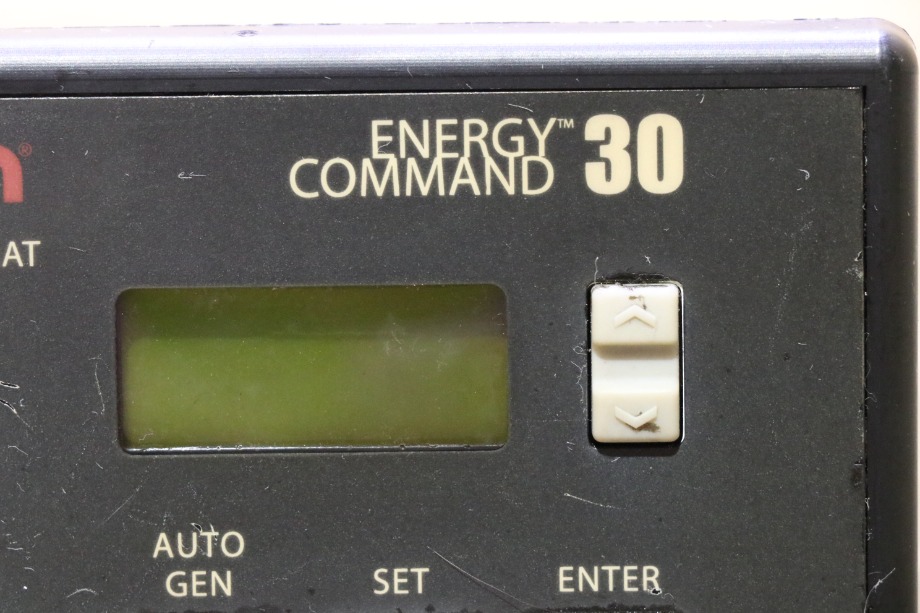 ENERGY™ 30
COMMAND
AT
AUTO
GEN SET ENTER